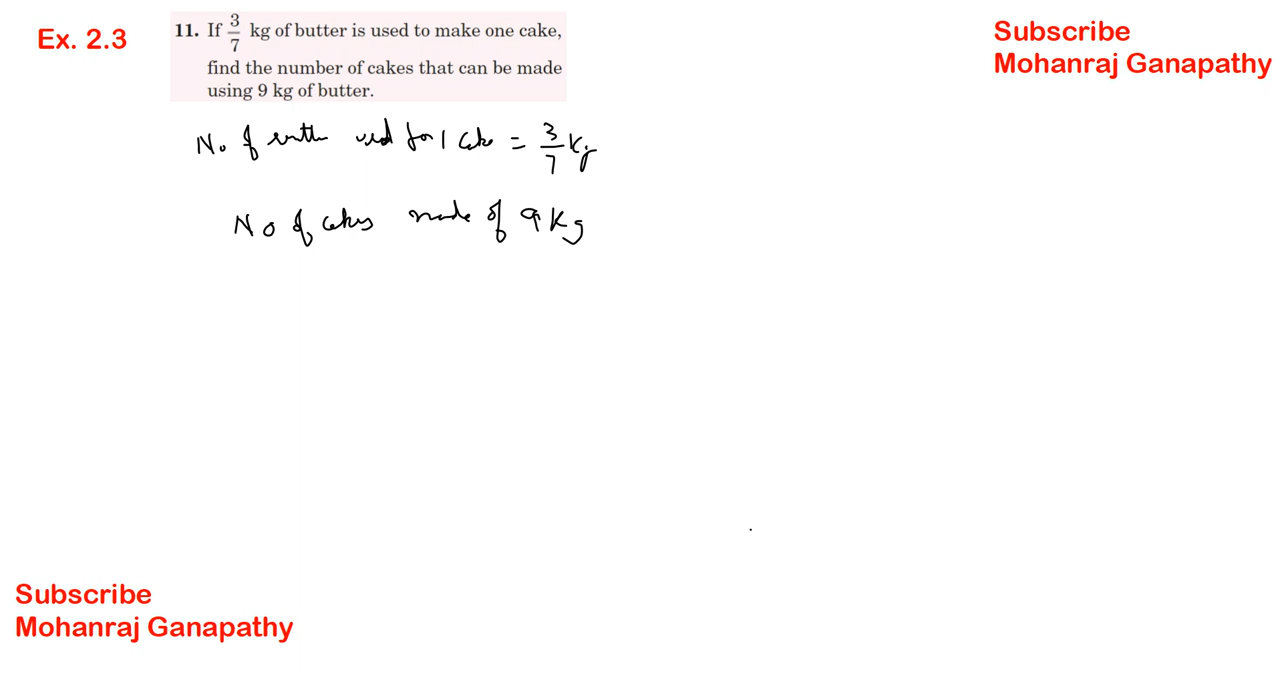 Ex. 2.3
11. If 3/7 kg of butter is used to make one cake,
find the number of cakes that can be made
using 9 kg of butter.
Subscribe
Mohanraj Ganapathy
No of used for 1 cake = 3/7 kg
No of cakes made of 9 kg
Subscribe
Mohanraj Ganapathy